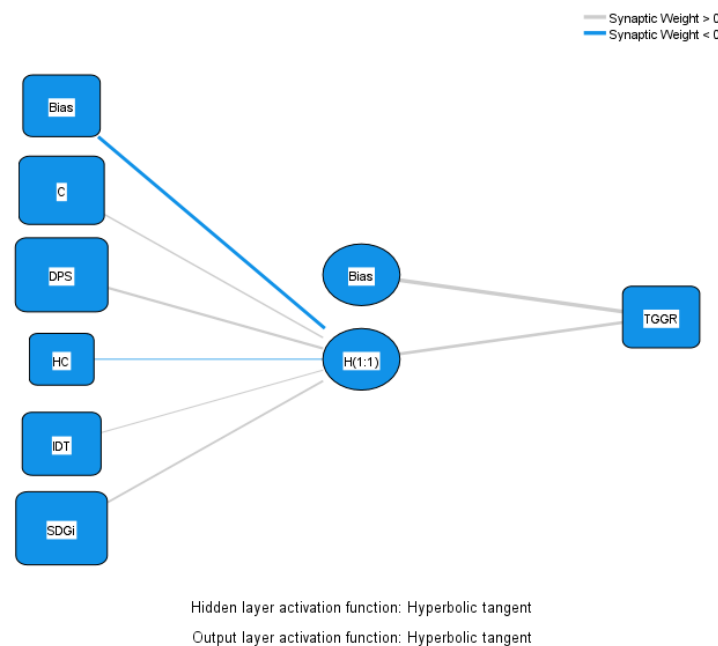 Synaptic Weight > 0
Synaptic Weight < 0
Bias
C
DPS
Bias
HC
H(1:1)
TGGR
IDT
SDGi
Hidden layer activation function: Hyperbolic tangent
Output layer activation function: Hyperbolic tangent